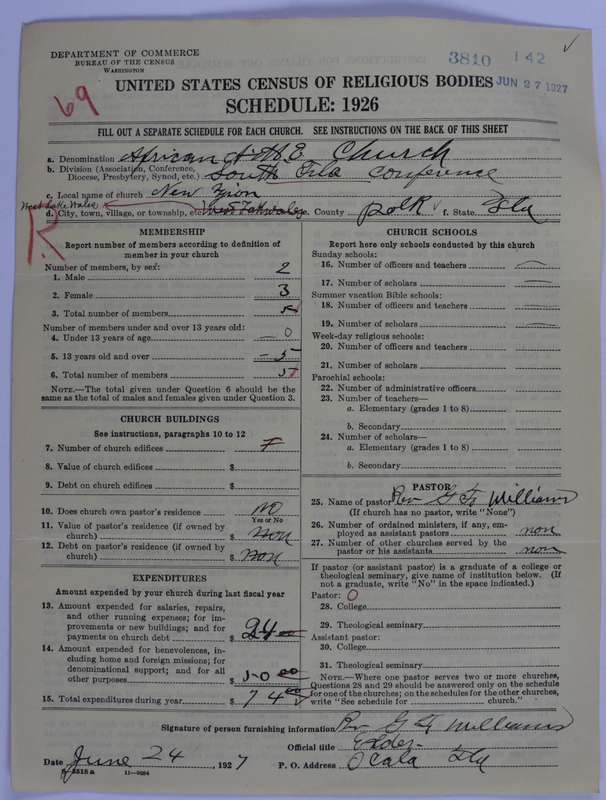 DEPARTMENT OF COMMERCE
BUREAU OF THE CENSUS
WASHINGTON
3810 142
JUN 27 1927
69
UNITED STATES CENSUS OF RELIGIOUS BODIES
SCHEDULE: 1926
FILL OUT A SEPARATE SCHEDULE FOR EACH CHURCH. SEE INSTRUCTIONS ON THE BACK OF THIS SHEET
a. Denomination African M E Church
b. Division (Association, Conference, Diocese, Presbytery, Synod, etc.) South Fla Conference
c. Local name of church New Zion
West Lake Wales
d. City, town, village, or township, etc. e. County Polk f. State Fla
R
MEMBERSHIP
Report number of members according to definition of
member in your church
Number of members, by sex:
1. Male 2
2. Female 3
3. Total number of members 5
Number of members under and over 13 years old:
4. Under 13 years of age 0
5. 13 years old and over 5
6. Total number of members 5
NOTE.—The total given under Question 6 should be
same as the total of males and females given under Question 3.
CHURCH BUILDINGS
See instructions, paragraphs 10 to 12
7. Number of church edifices
8. Value of church edifices $
9. Debt on church edifices $
10. Does church own pastor's residence no
Yes or No
11. Value of pastor's residence (if owned by
church) $ non
12. Debt on pastor's residence (if owned by
church) $ non
EXPENDITURES
Amount expended by your church during last fiscal year
13. Amount expended for salaries, repairs,
and other running expenses; for im-
provements or new buildings; and for
payments on church debt $ 24 00
14. Amount expended for benevolences, in-
cluding home and foreign missions; for
denominational support; and for all
other purposes $ 50 00
15. Total expenditures during year $ 74 00
CHURCH SCHOOLS
Report here only schools conducted by this church
Sunday schools:
16. Number of officers and teachers
17. Number of scholars
Summer vacation Bible schools:
18. Number of officers and teachers
19. Number of scholars
Week-day religious schools:
20. Number of officers and teachers
21. Number of scholars
Parochial schools:
22. Number of administrative officers
23. Number of teachers—
a. Elementary (grades 1 to 8)
b. Secondary
24. Number of scholars—
a. Elementary (grades 1 to 8)
b. Secondary
PASTOR
25. Name of pastor Rev Williams
(If church has no pastor, write "None")
26. Number of ordained ministers, if any, em-
ployed as assistant pastors non
27. Number of other churches served by the
pastor or his assistants non
If pastor (or assistant pastor) is a graduate of a college or
theological seminary, give name of institution below. (If
not a graduate, write "No" in the space indicated.)
Pastor: 0
28. College
29. Theological seminary
Assistant pastor:
30. College
31. Theological seminary
NOTE.—Where one pastor serves two or more churches,
Questions 28 and 29 should be answered only on the schedule
for one of the churches; on the schedules for the other churches,
write "See schedule for church."
Signature of person furnishing information Rev Williams
Official title Elder
Date June 24, 1927 P. O. Address Ocala Fla
8-5518 a 11—9054